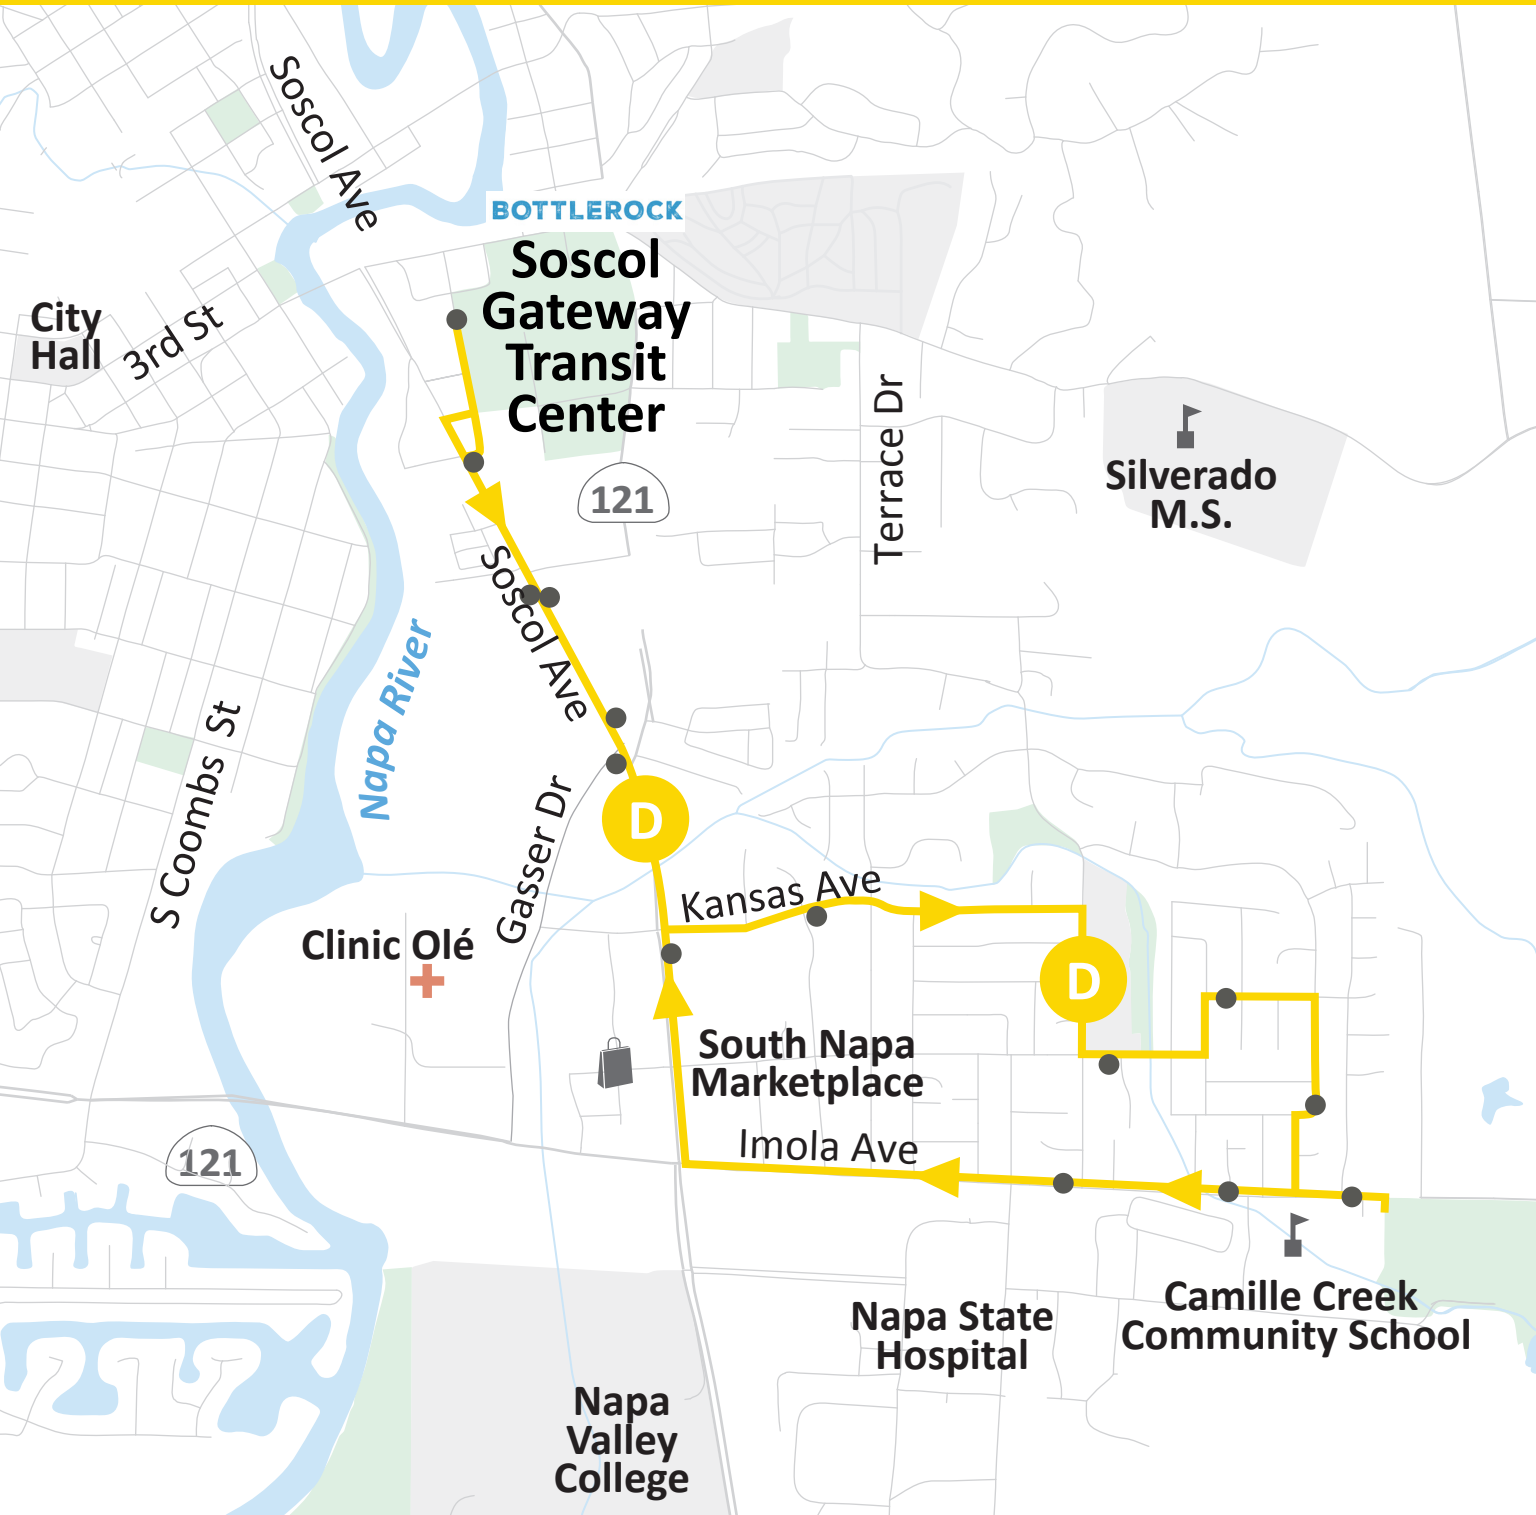 Soscol Ave
BOTTLEROCK
Soscol
Gateway
Transit
Center
City
Hall
3rd St
121
Terrace Dr
Silverado
M.S.
Soscol Ave
Napa River
S Coombs St
Gasser Dr
D
Kansas Ave
Clinic Olé
D
South Napa
Marketplace
Imola Ave
121
Napa State
Hospital
Camille Creek
Community School
Napa
Valley
College